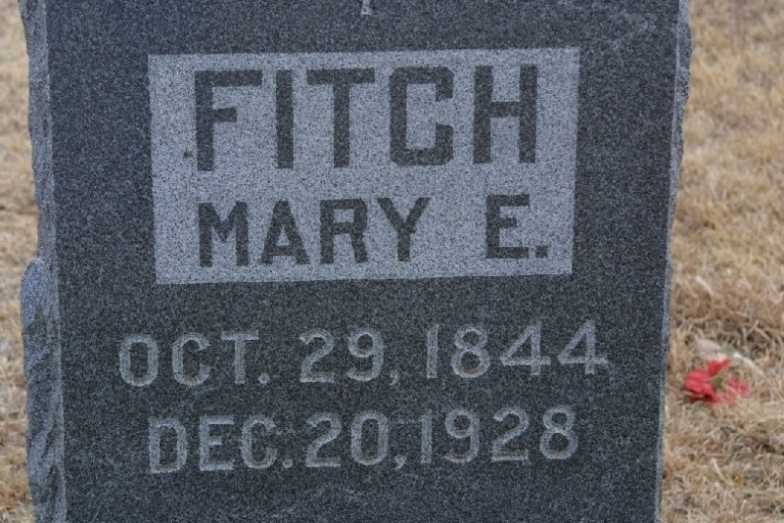 FITCH
MARY E.
OCT. 29, 1844
DEC. 20, 1928